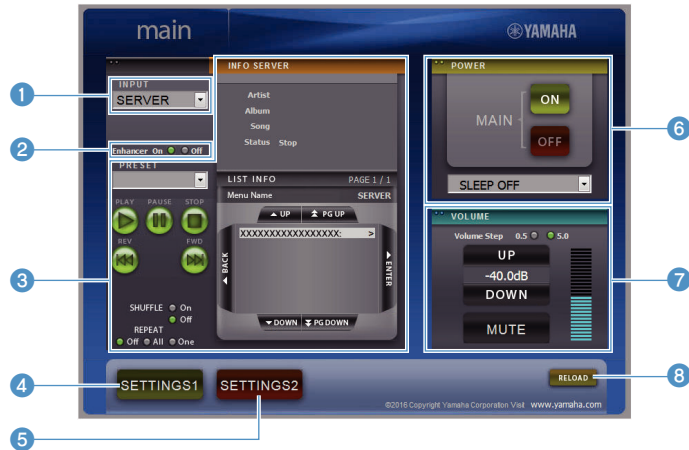 main
YAMAHA
INFO SERVER
POWER
1
INPUT
SERVER
Artist
Album
Song
Status Stop
ON
MAIN
OFF
6
2
Enhancer On Off
PRESET
LIST INFO PAGE 1 / 1
Menu Name SERVER
SLEEP OFF
PLAY PAUSE STOP
UP PG UP
VOLUME
Volume Step 0.5 5.0
XXXXXXXXXXXXXXXXX: >
UP
REV FWD
BACK
ENTER
-40.0dB
3
DOWN
7
SHUFFLE On
Off
DOWN PG DOWN
MUTE
REPEAT
Off All One
4
SETTINGS1
SETTINGS2
RELOAD
8
©2016 Copyright Yamaha Corporation Visit www.yamaha.com
5